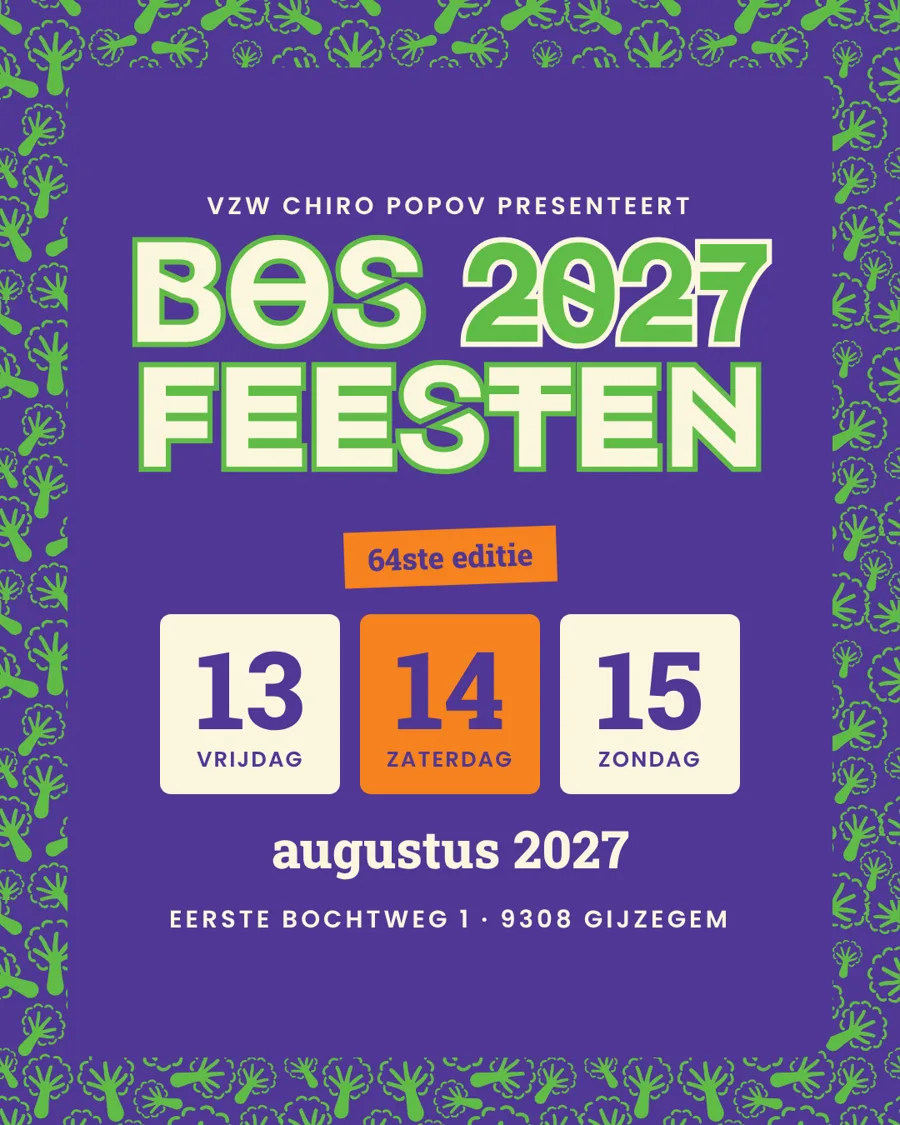 VZW CHIRO POPOV PRESENTEERT
BOS 2027
FEESTEN
64ste editie
13 14 15
VRIJDAG ZATERDAG ZONDAG
augustus 2027
EERSTE BOCHTWEG 1 · 9308 GIJZEGEM